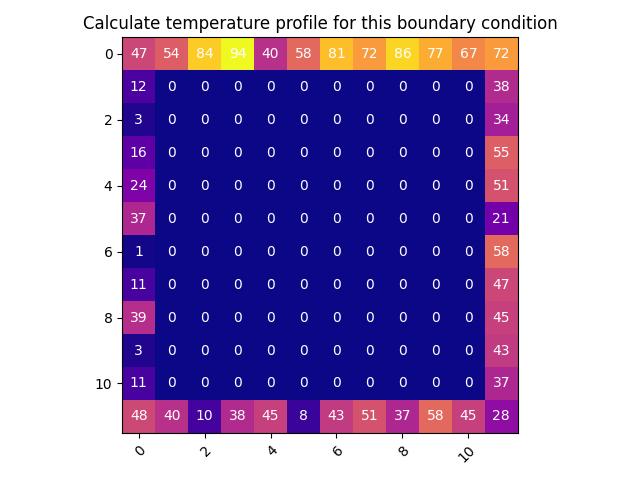 Calculate temperature profile for this boundary condition
0 47 54 84 94 40 58 81 72 86 77 67 72
12 0 0 0 0 0 0 0 0 0 0 38
2 3 0 0 0 0 0 0 0 0 0 0 34
16 0 0 0 0 0 0 0 0 0 0 55
4 24 0 0 0 0 0 0 0 0 0 0 51
37 0 0 0 0 0 0 0 0 0 0 21
6 1 0 0 0 0 0 0 0 0 0 0 58
11 0 0 0 0 0 0 0 0 0 0 47
8 39 0 0 0 0 0 0 0 0 0 0 45
3 0 0 0 0 0 0 0 0 0 0 43
10 11 0 0 0 0 0 0 0 0 0 0 37
48 40 10 38 45 8 43 51 37 58 45 28
0 2 4 6 8 10